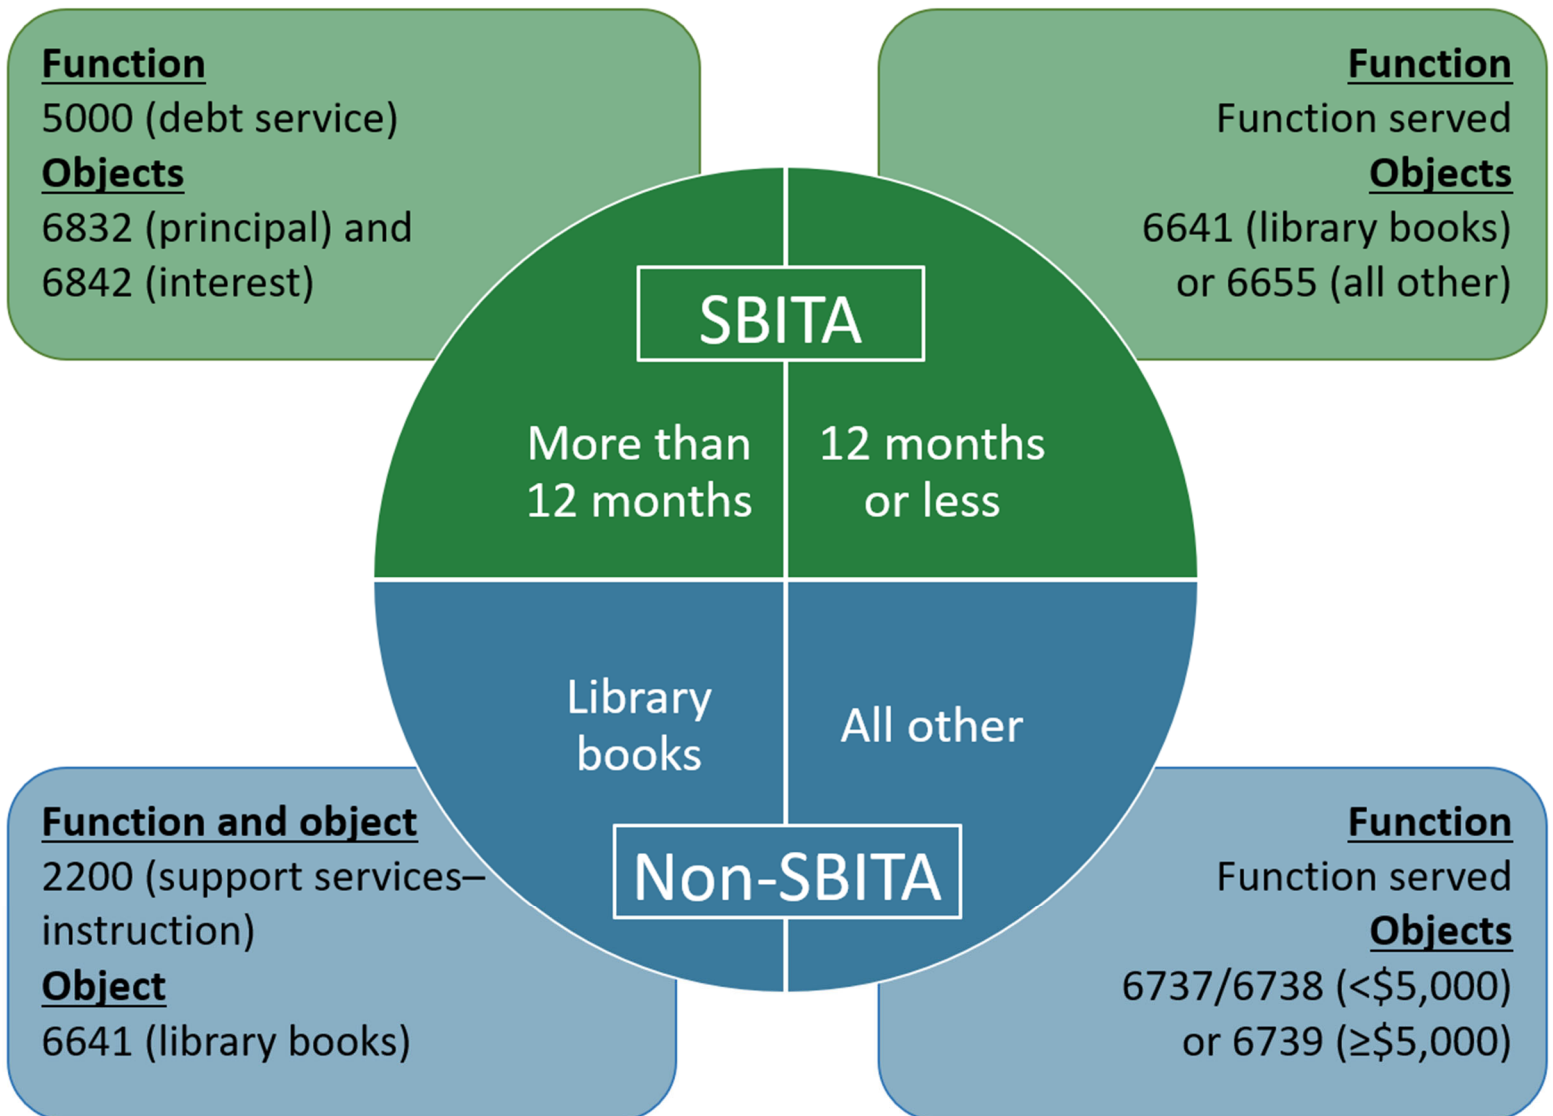 Function
5000 (debt service)
Objects
6832 (principal) and
6842 (interest)
Function
Function served
Objects
6641 (library books)
or 6655 (all other)
SBITA
More than
12 months
12 months
or less
Library
books
All other
Non-SBITA
Function and object
2200 (support services–
instruction)
Object
6641 (library books)
Function
Function served
Objects
6737/6738 (<$5,000)
or 6739 (≥$5,000)